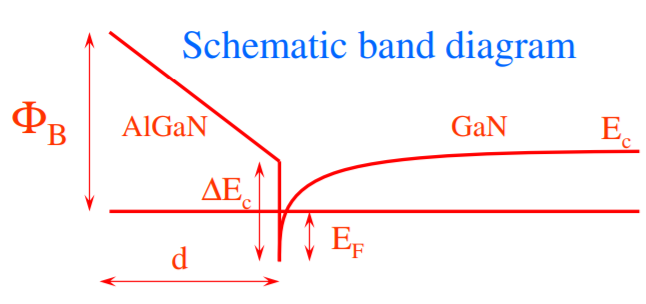 Schematic band diagram
Φ_B
AlGaN
GaN
E_c
ΔE_c
E_F
d